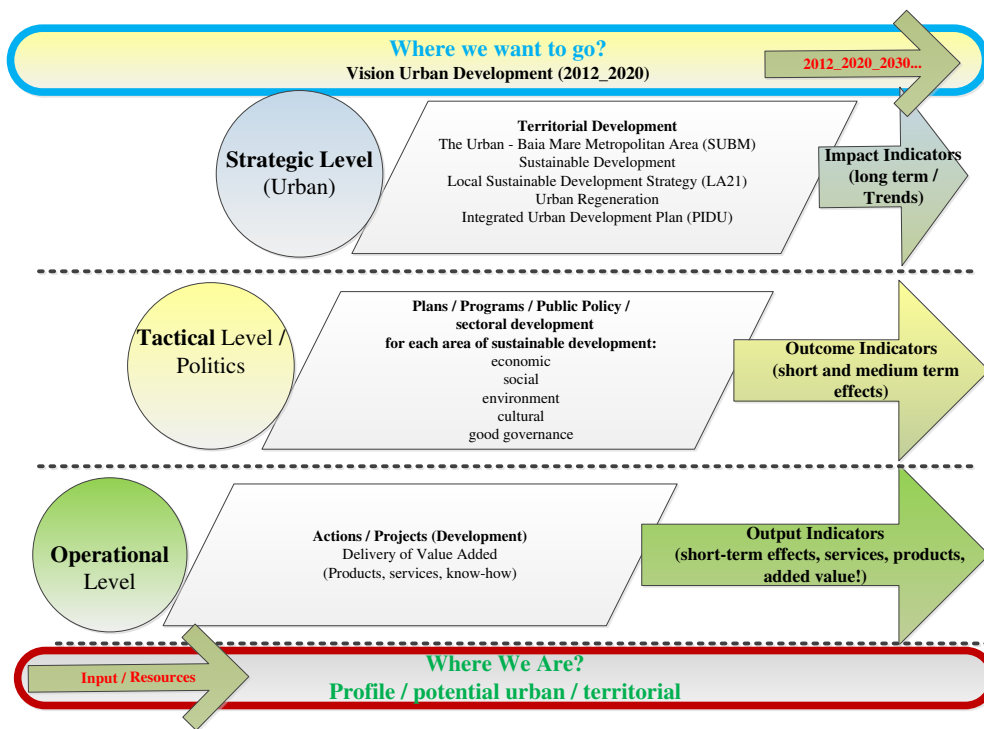 Where we want to go?
Vision Urban Development (2012_2020)
2012_2020_2030...
Strategic Level
(Urban)
Territorial Development
The Urban - Baia Mare Metropolitan Area (SUBM)
Sustainable Development
Local Sustainable Development Strategy (LA21)
Urban Regeneration
Integrated Urban Development Plan (PIDU)
Impact Indicators
(long term /
Trends)
Tactical Level /
Politics
Plans / Programs / Public Policy /
sectoral development
for each area of sustainable development:
economic
social
environment
cultural
good governance
Outcome Indicators
(short and medium term
effects)
Operational
Level
Actions / Projects (Development)
Delivery of Value Added
(Products, services, know-how)
Output Indicators
(short-term effects, services, products,
added value!)
Input / Resources
Where We Are?
Profile / potential urban / territorial